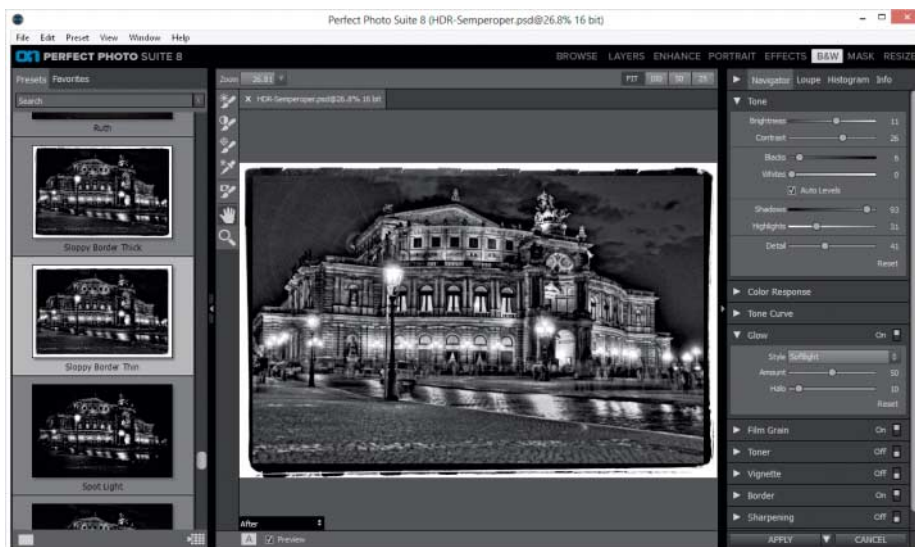 Perfect Photo Suite 8 (HDR-Semperoper.psd@26.8% 16 bit)
File Edit Preset View Window Help
on PERFECT PHOTO SUITE 8
BROWSE LAYERS ENHANCE PORTRAIT EFFECTS B&W MASK RESIZE
Presets Favorites
Search
Ruth
Sloppy Border Thick
Sloppy Border Thin
Spot Light
Zoom 26.81
FIT 100 50 25
X HDR-Semperoper.psd@26.8% 16 bit
After
A Preview
Navigator Loupe Histogram Info
Tone
Brightness 11
Contrast 26
Blacks 6
Whites 0
Auto Levels
Shadows 93
Highlights 31
Detail 41
Reset
Color Response
Tone Curve
Glow On
Style Softlight
Amount 50
Halo 10
Reset
Film Grain On
Toner Off
Vignette Off
Border On
Sharpening Off
APPLY CANCEL